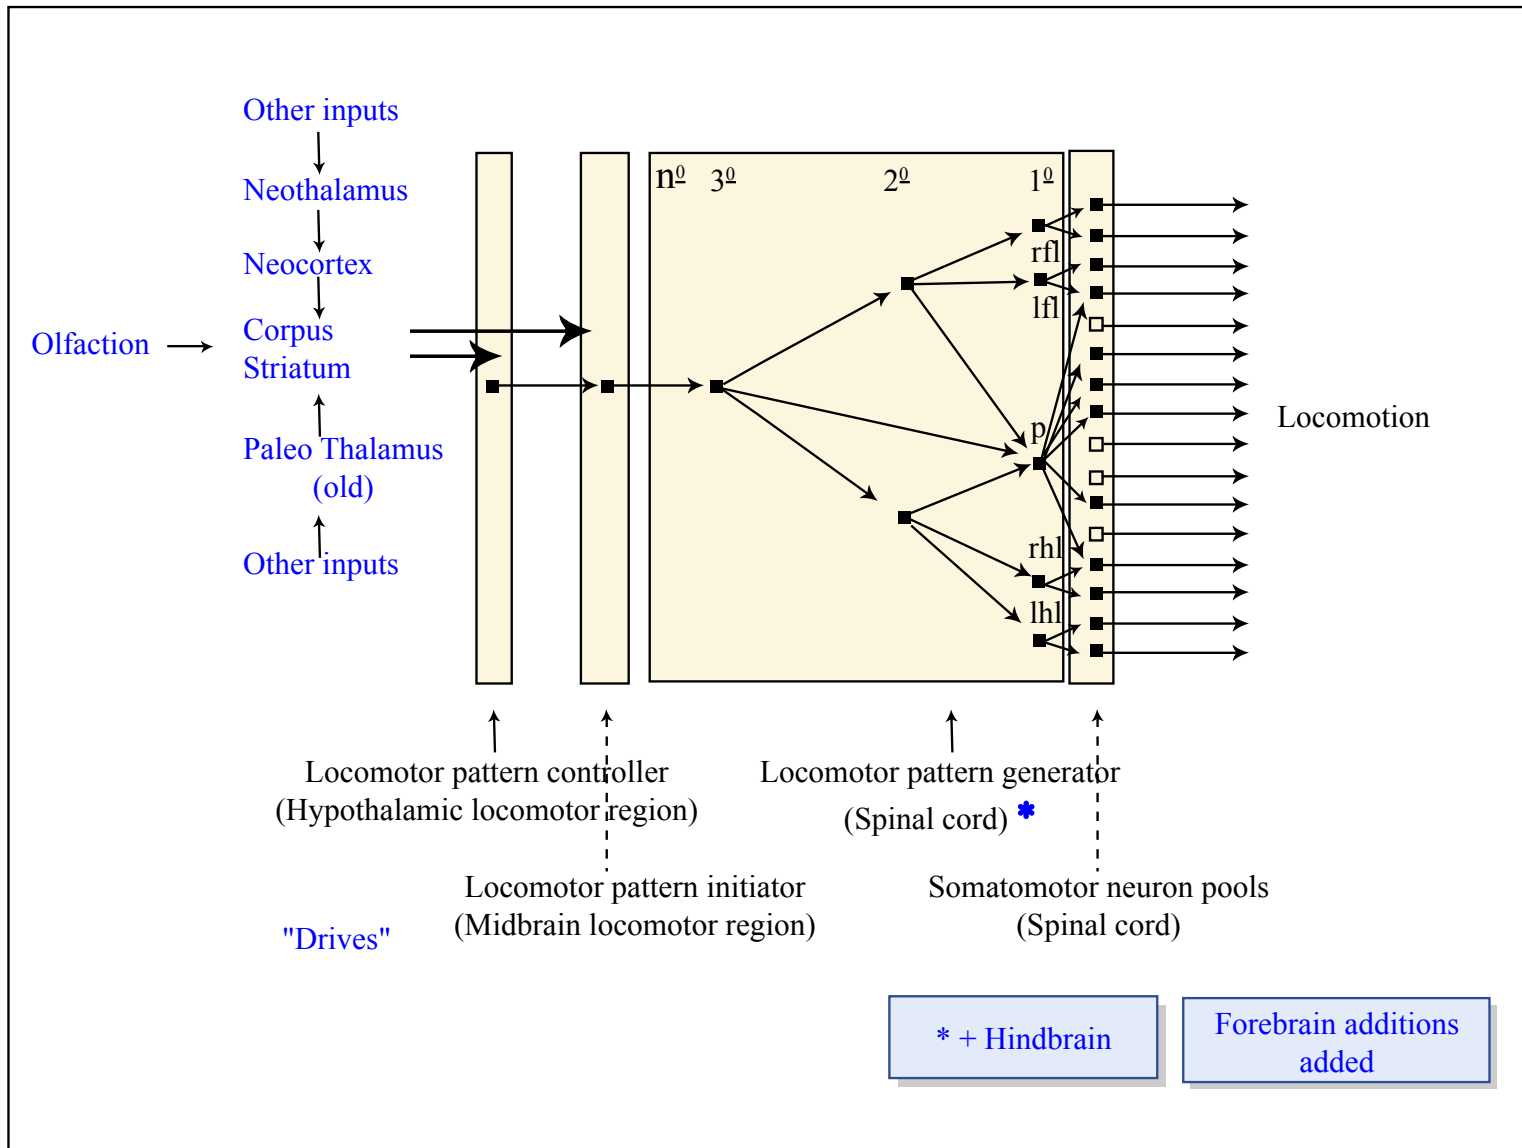 Other inputs
Neothalamus
Neocortex
Corpus
Striatum
Olfaction
Paleo Thalamus
(old)
Other inputs
nº 3º 2º 1º
rfl
lfl
p
rhl
lhl
Locomotion
Locomotor pattern controller
(Hypothalamic locomotor region)
Locomotor pattern generator
(Spinal cord) *
Locomotor pattern initiator
(Midbrain locomotor region)
Somatomotor neuron pools
(Spinal cord)
"Drives"
* + Hindbrain
Forebrain additions
added